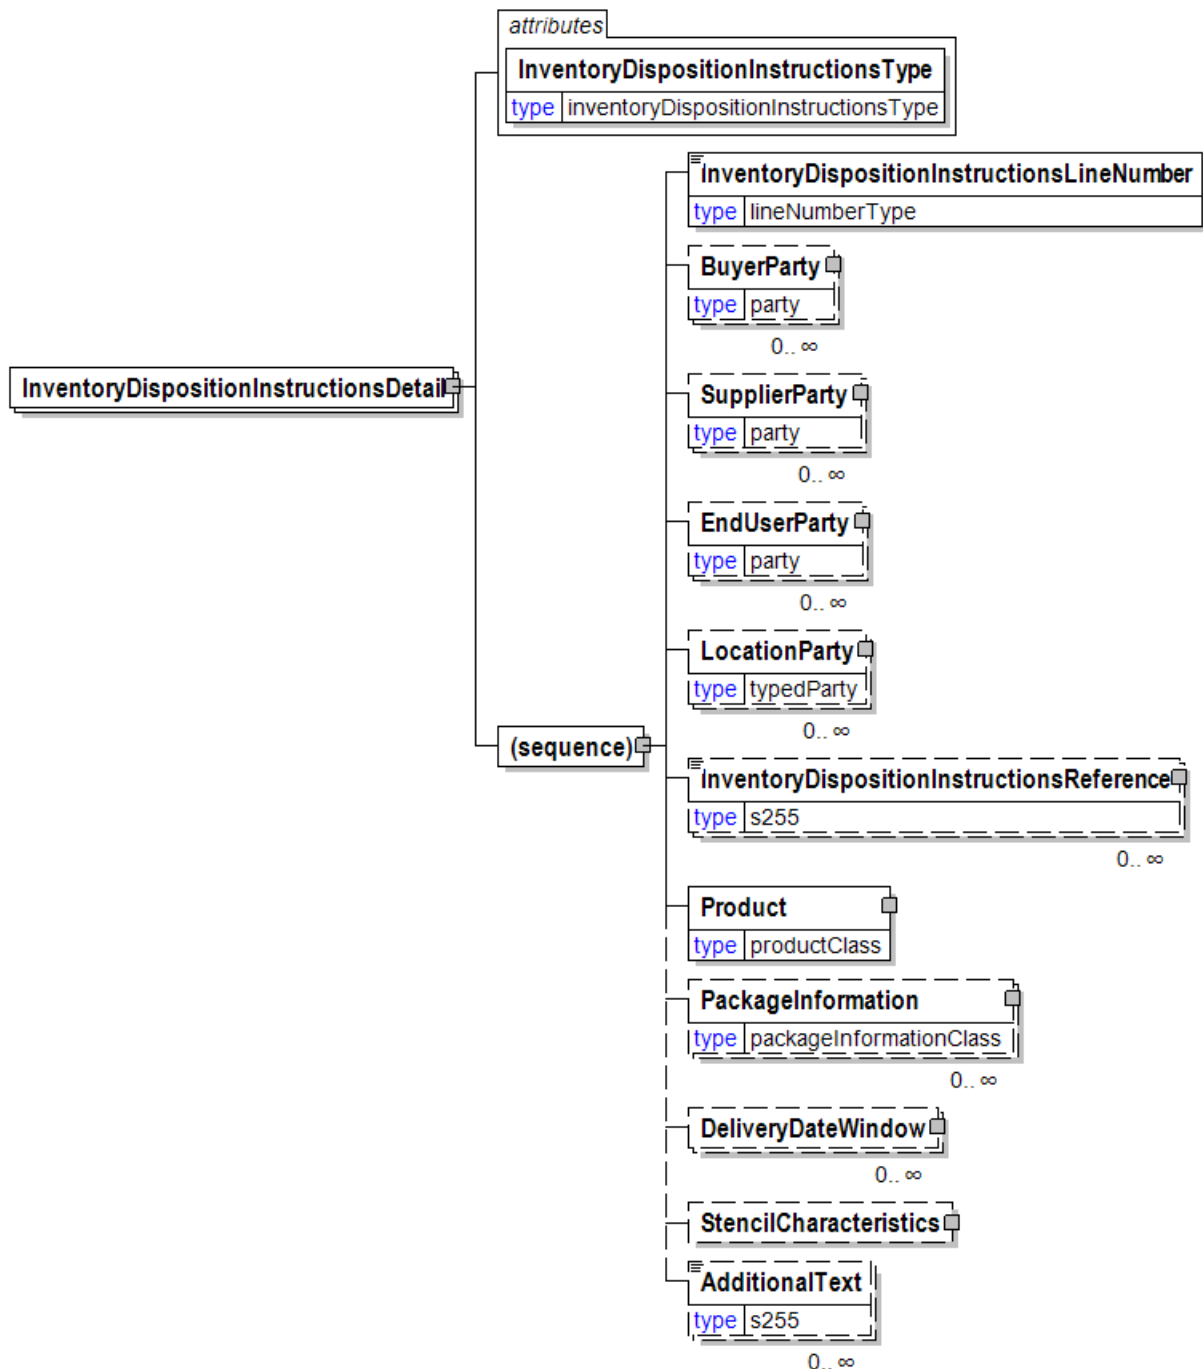 attributes
InventoryDispositionInstructionsType
type inventoryDispositionInstructionsType
InventoryDispositionInstructionsLineNumber
type lineNumberType
BuyerParty
type party
0.. ∞
InventoryDispositionInstructionsDetail
SupplierParty
type party
0.. ∞
EndUserParty
type party
0.. ∞
LocationParty
type typedParty
0.. ∞
(sequence)
InventoryDispositionInstructionsReference
type s255
0.. ∞
Product
type productClass
PackageInformation
type packageInformationClass
0.. ∞
DeliveryDateWindow
0.. ∞
StencilCharacteristics
AdditionalText
type s255
0.. ∞